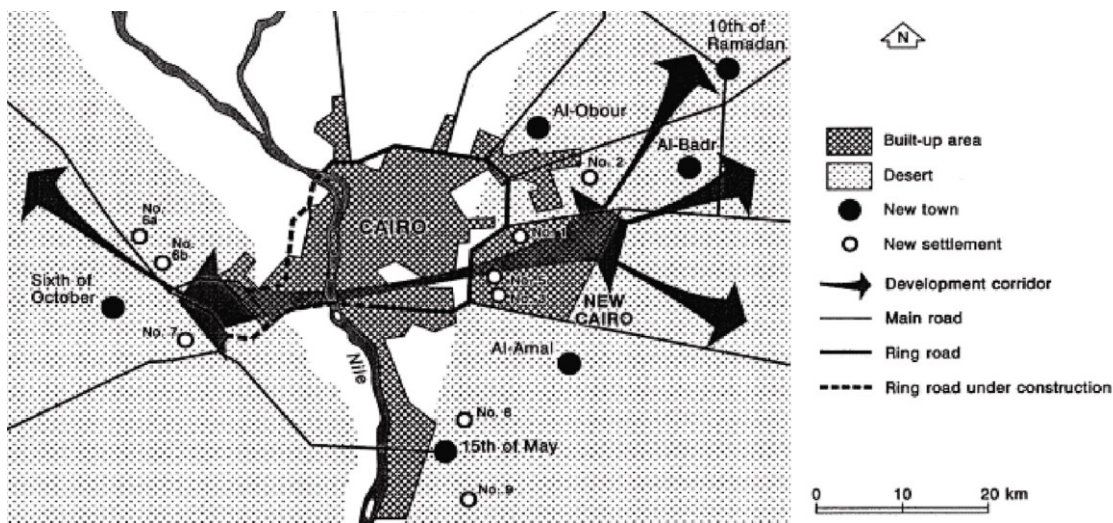 10th of
Ramadan
N
Al-Obour
Al-Badr
No. 2
No.
6a
No.
6b
CAIRO
No. 1
Sixth of
October
No. 5
No. 3
NEW
CAIRO
No. 7
Al-Amal
Nile
No. 8
15th of May
No. 9
Built-up area
Desert
New town
New settlement
Development corridor
Main road
Ring road
Ring road under construction
0 10 20 km